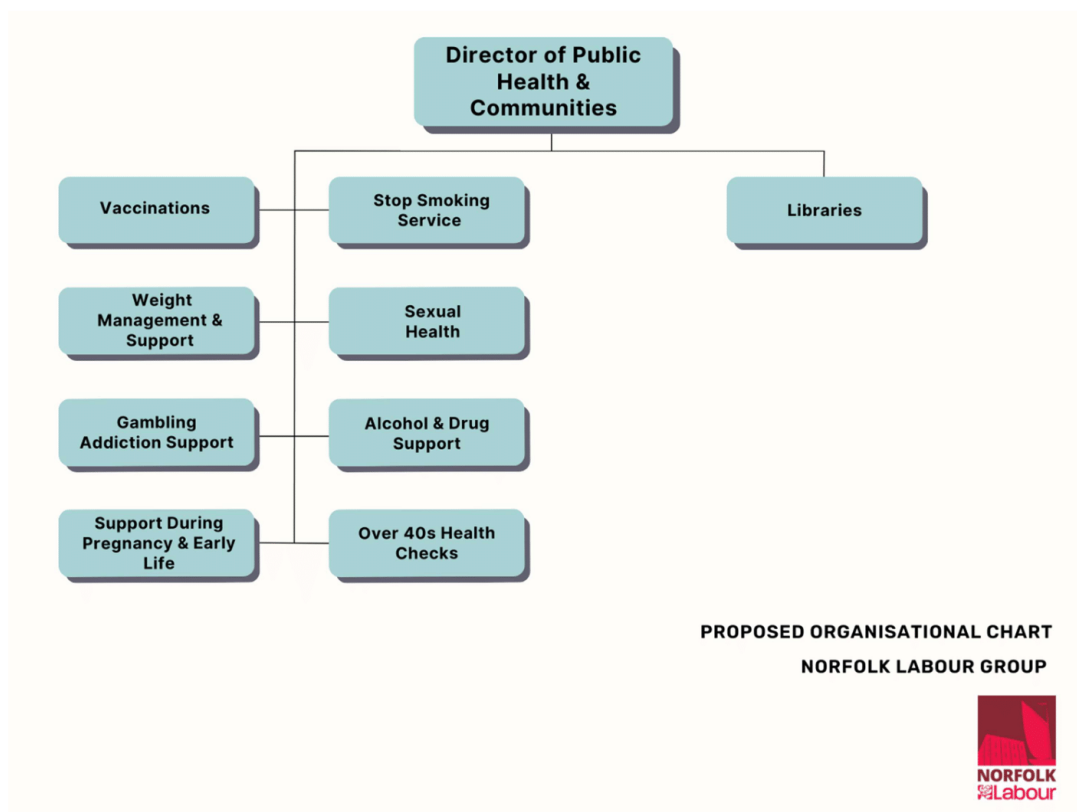 Director of Public
Health &
Communities
Vaccinations
Stop Smoking
Service
Libraries
Weight
Management &
Support
Sexual
Health
Gambling
Addiction Support
Alcohol & Drug
Support
Support During
Pregnancy & Early
Life
Over 40s Health
Checks
PROPOSED ORGANISATIONAL CHART
NORFOLK LABOUR GROUP
NORFOLK
Labour